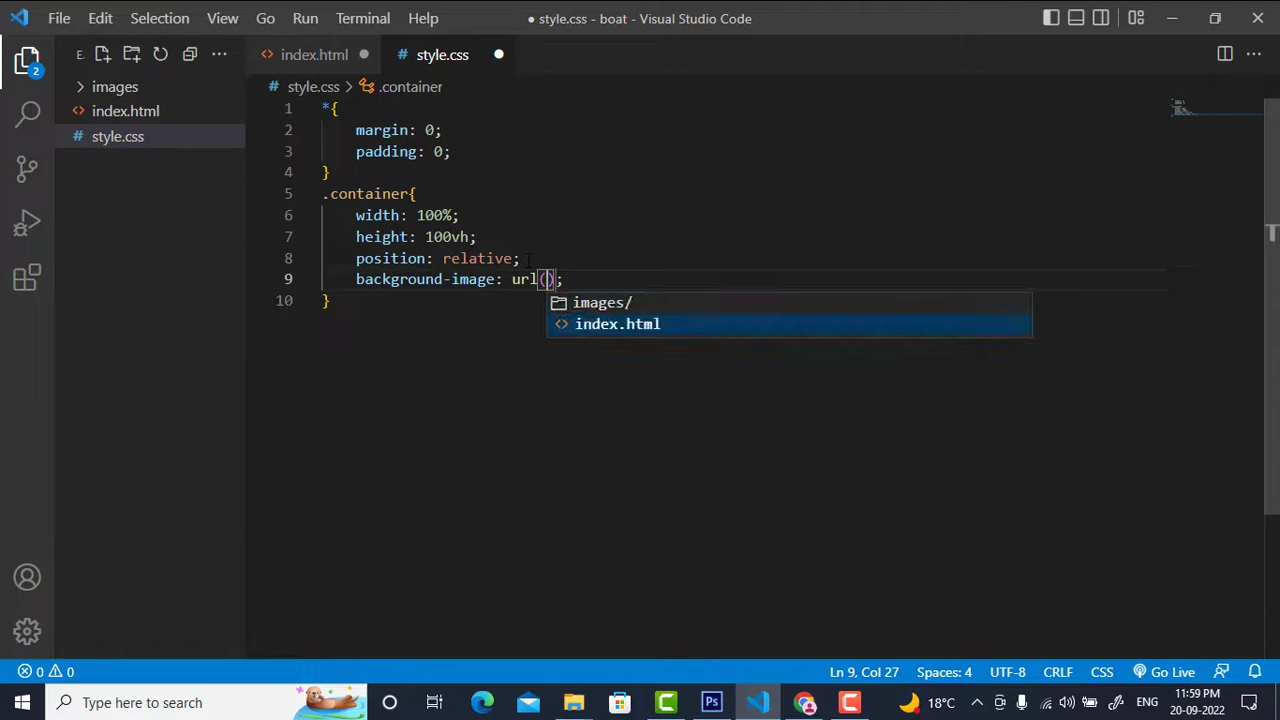 File Edit Selection View Go Run Terminal Help
● style.css - boat - Visual Studio Code
E. ···
index.html
# style.css
···
# style.css > .container
2
> images
<> index.html
# style.css
1 *{
2 margin: 0;
3 padding: 0;
4 }
5 .container{
6 width: 100%;
7 height: 100vh;
8 position: relative;
9 background-image: url();
10 }
images/
index.html
0 0
Ln 9, Col 27 Spaces: 4 UTF-8 CRLF CSS Go Live
Type here to search
Ps
18°C
ENG
11:59 PM
20-09-2022